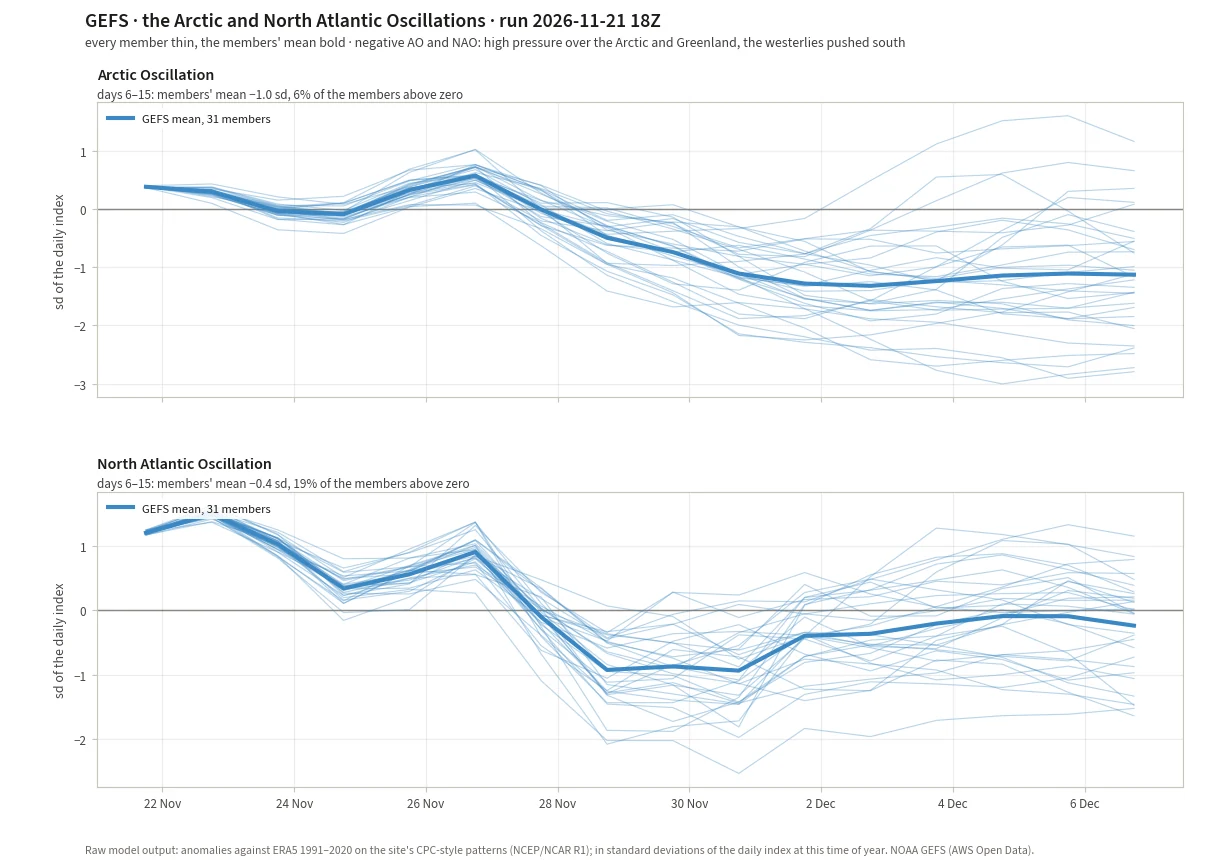 GEFS · the Arctic and North Atlantic Oscillations · run 2026-11-21 18Z
every member thin, the members' mean bold · negative AO and NAO: high pressure over the Arctic and Greenland, the westerlies pushed south
Arctic Oscillation
days 6–15: members' mean −1.0 sd, 6% of the members above zero
GEFS mean, 31 members
sd of the daily index
1
0
−1
−2
−3
North Atlantic Oscillation
days 6–15: members' mean −0.4 sd, 19% of the members above zero
GEFS mean, 31 members
sd of the daily index
1
0
−1
−2
22 Nov 24 Nov 26 Nov 28 Nov 30 Nov 2 Dec 4 Dec 6 Dec
Raw model output: anomalies against ERA5 1991–2020 on the site's CPC-style patterns (NCEP/NCAR R1); in standard deviations of the daily index at this time of year. NOAA GEFS (AWS Open Data).